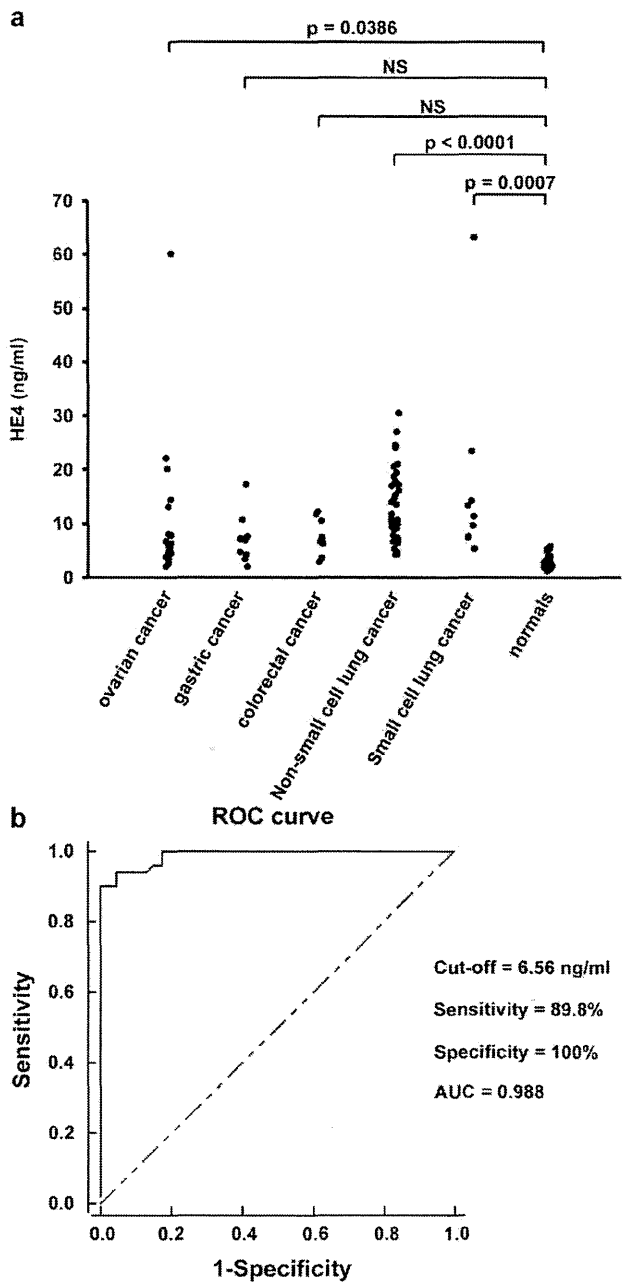 a
p = 0.0386
NS
NS
p < 0.0001
p = 0.0007
70
60
50
40
30
20
10
0
HE4 (ng/ml)
ovarian cancer
gastric cancer
colorectal cancer
Non-small cell lung cancer
Small cell lung cancer
normals
b
ROC curve
1.0
0.8
0.6
0.4
0.2
0.0
Sensitivity
Cut-off = 6.56 ng/ml
Sensitivity = 89.8%
Specificity = 100%
AUC = 0.988
0.0 0.2 0.4 0.6 0.8 1.0
1-Specificity